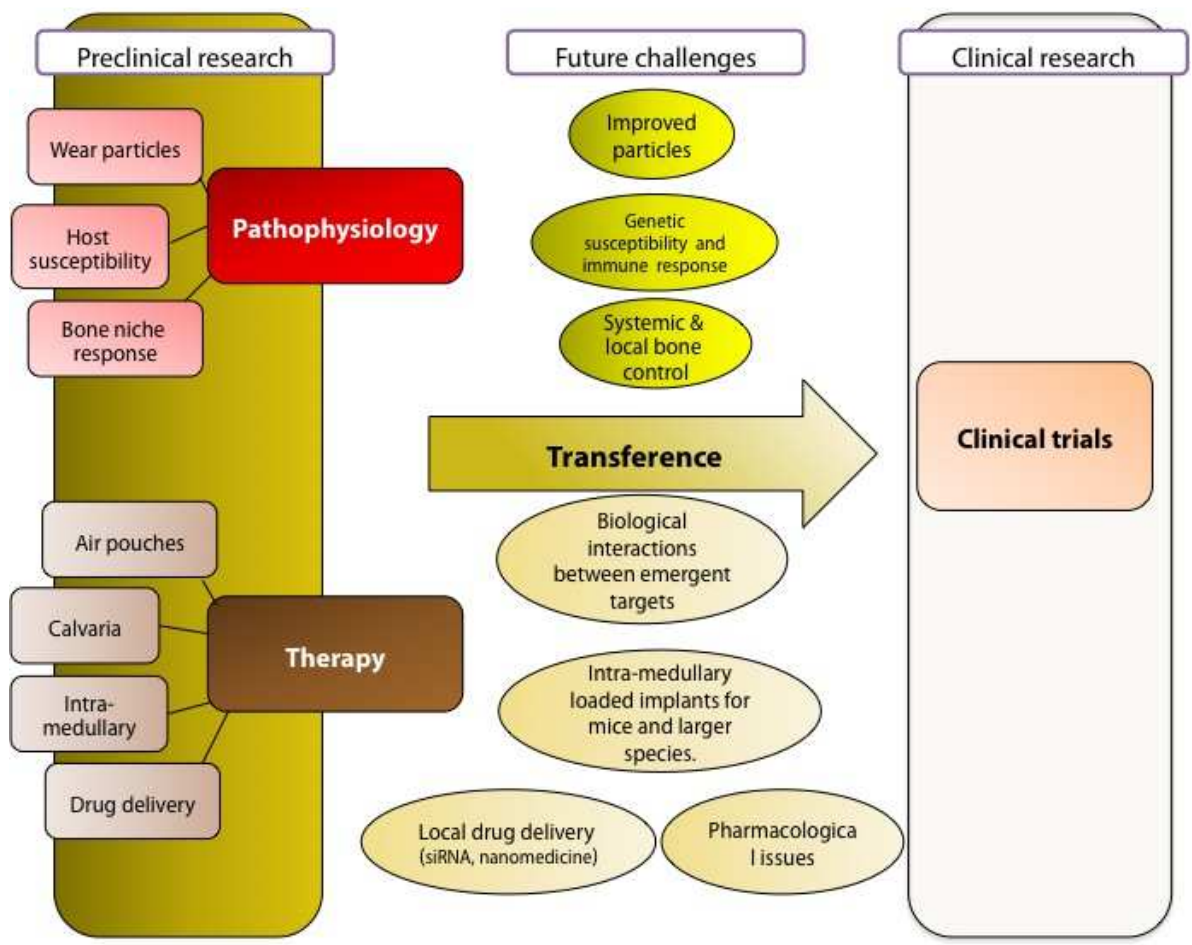 Preclinical research
Future challenges
Clinical research
Wear particles
Host
susceptibility
Bone niche
response
Pathophysiology
Improved
particles
Genetic
susceptibility and
immune response
Systemic &
local bone
control
Transference
Clinical trials
Air pouches
Calvaria
Intra-
medullary
Drug delivery
Therapy
Biological
interactions
between emergent
targets
Intra-medullary
loaded implants for
mice and larger
species.
Local drug delivery
(siRNA, nanomedicine)
Pharmacologica
l issues